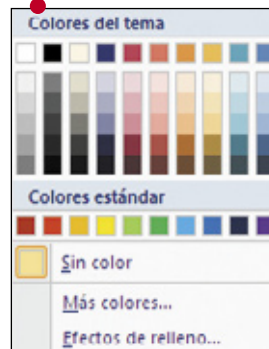 Colores del tema
Colores estándar
Sin color
Más colores...
Efectos de relleno...